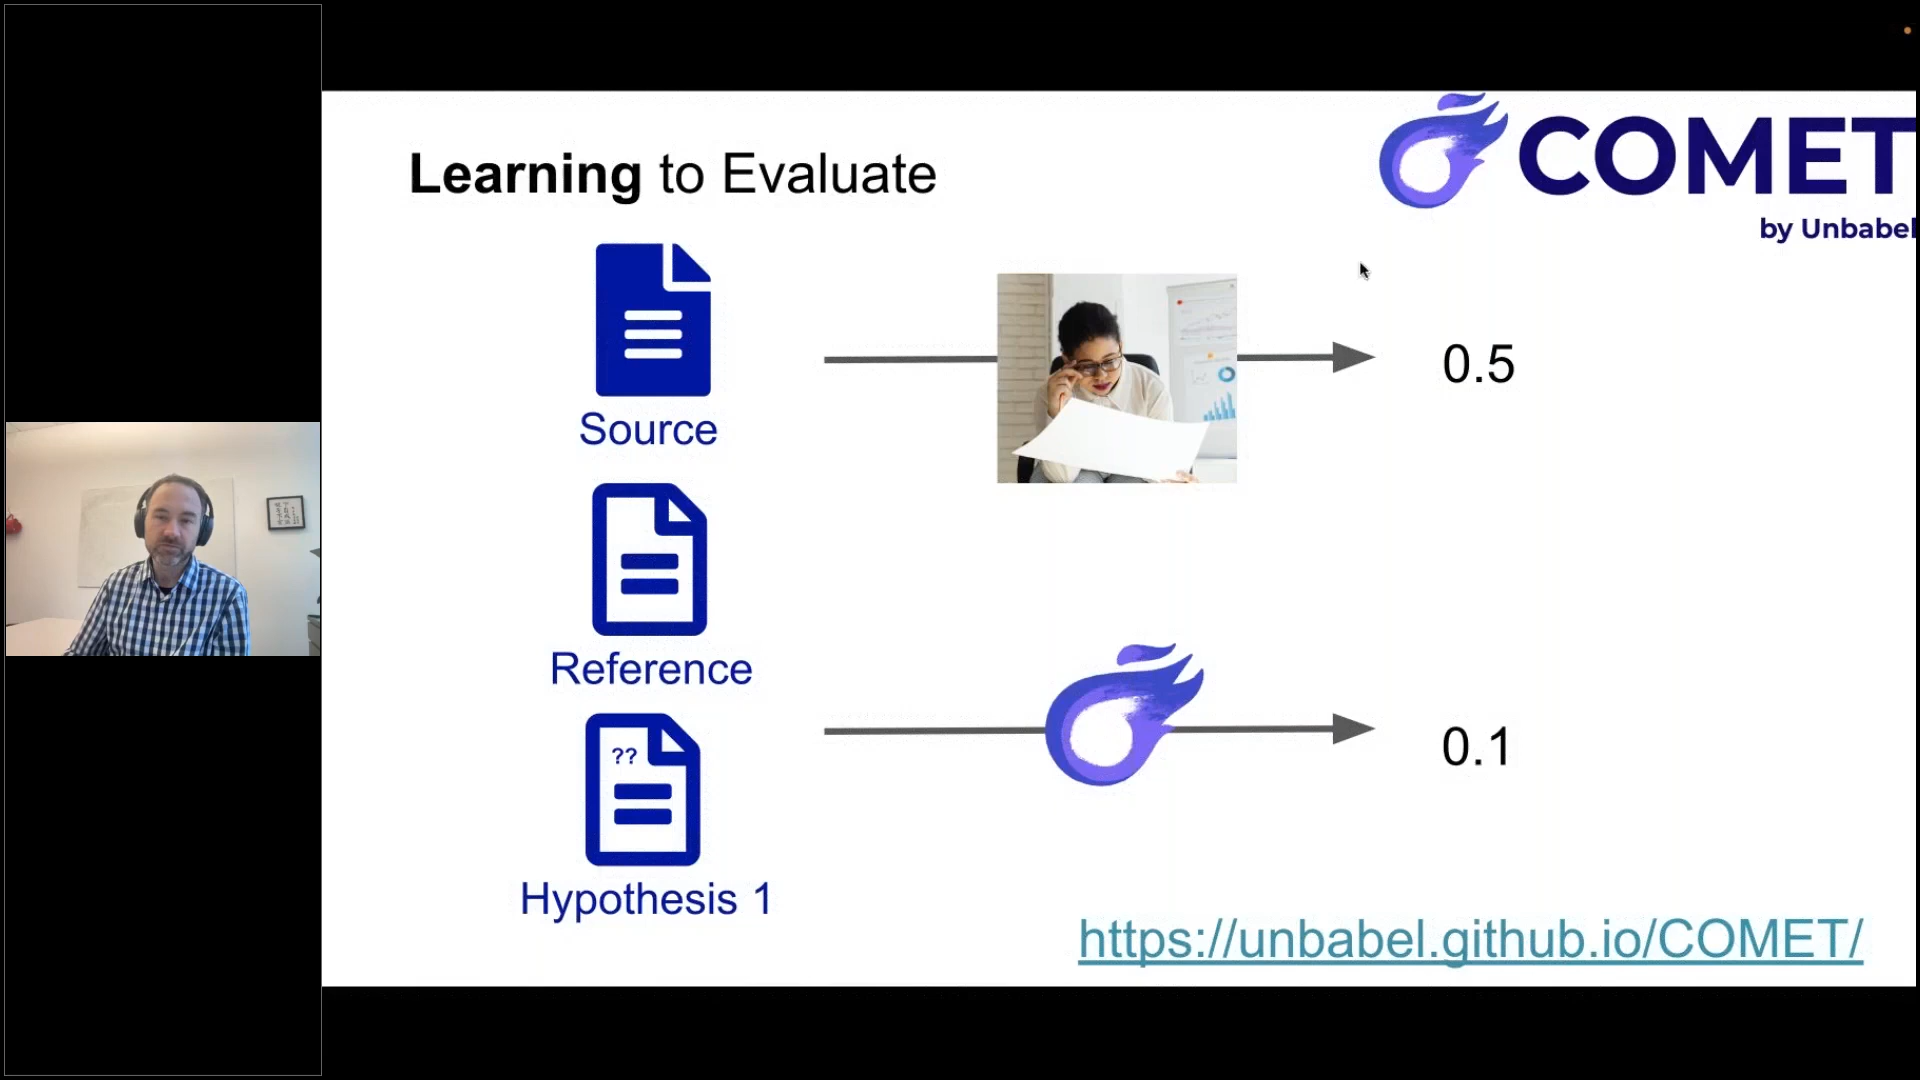 Learning to Evaluate
COMET
by Unbabel
Source
0.5
Reference
??
Hypothesis 1
0.1
https://unbabel.github.io/COMET/